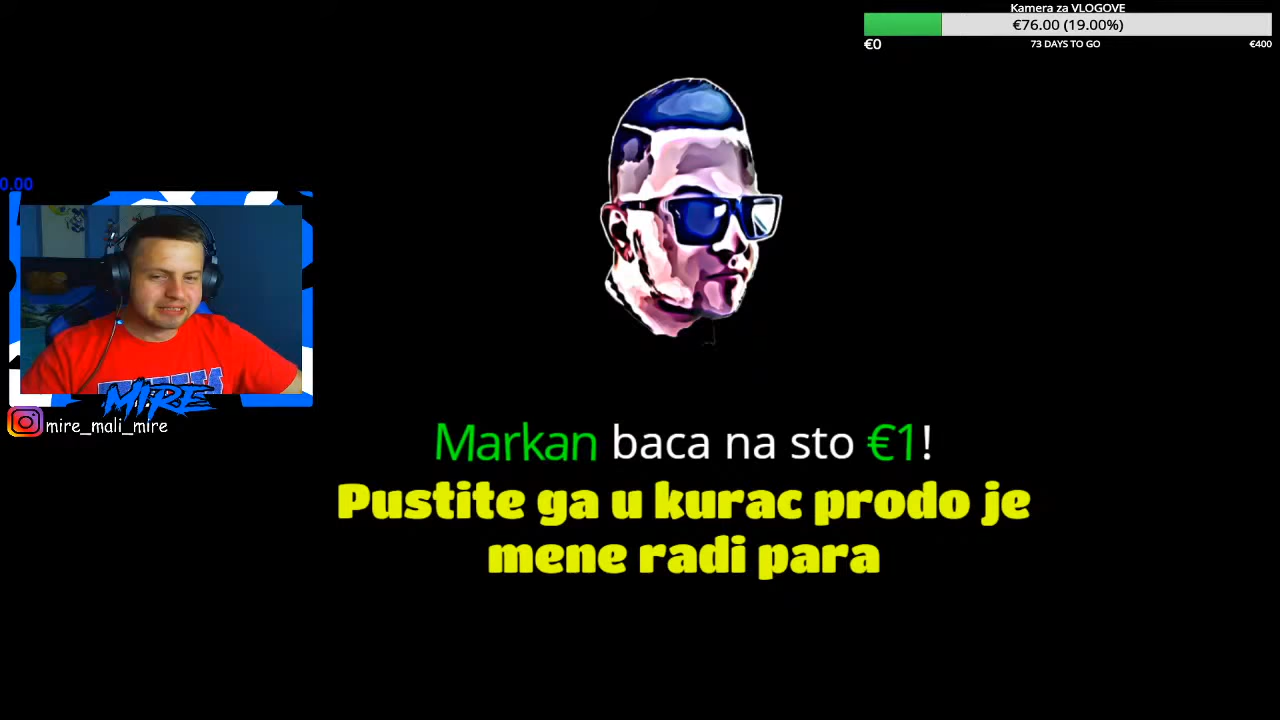 Kamera za VLOGOVE
€76.00 (19.00%)
€0 73 DAYS TO GO €400
0.00
MIRE
mire_mali_mire
Markan baca na sto €1!
Pustite ga u kurac prodo je
mene radi para